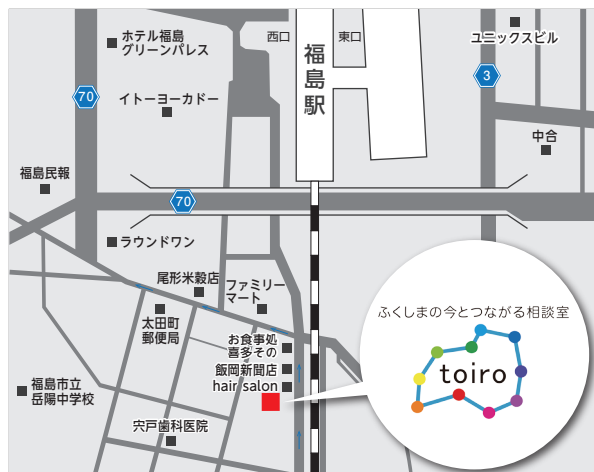 ホテル福島
グリーンパレス
西口
東口
福島駅
ユニックスビル
70
3
イトーヨーカドー
中合
福島民報
70
ラウンドワン
尾形米穀店
ファミリー
マート
太田町
郵便局
お食事処
喜多その
飯岡新聞店
hair salon
福島市立
岳陽中学校
宍戸歯科医院
ふくしまの今とつながる相談室
toiro